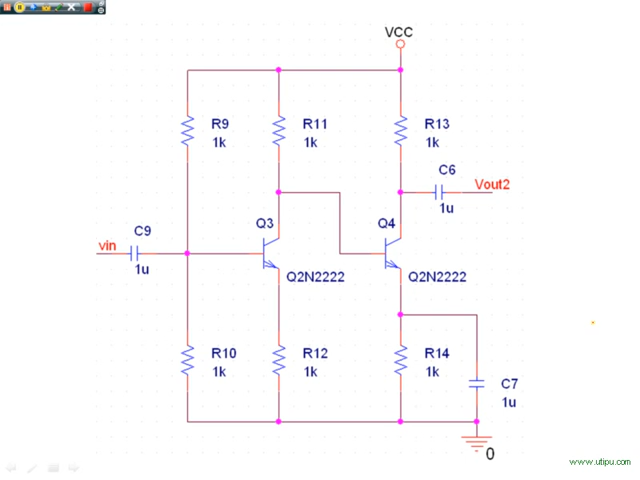 VCC
R9
1k
R11
1k
R13
1k
C6
1u
Vout2
Q3
Q2N2222
Q4
Q2N2222
C9
1u
vin
R10
1k
R12
1k
R14
1k
C7
1u
0
www.utipu.com